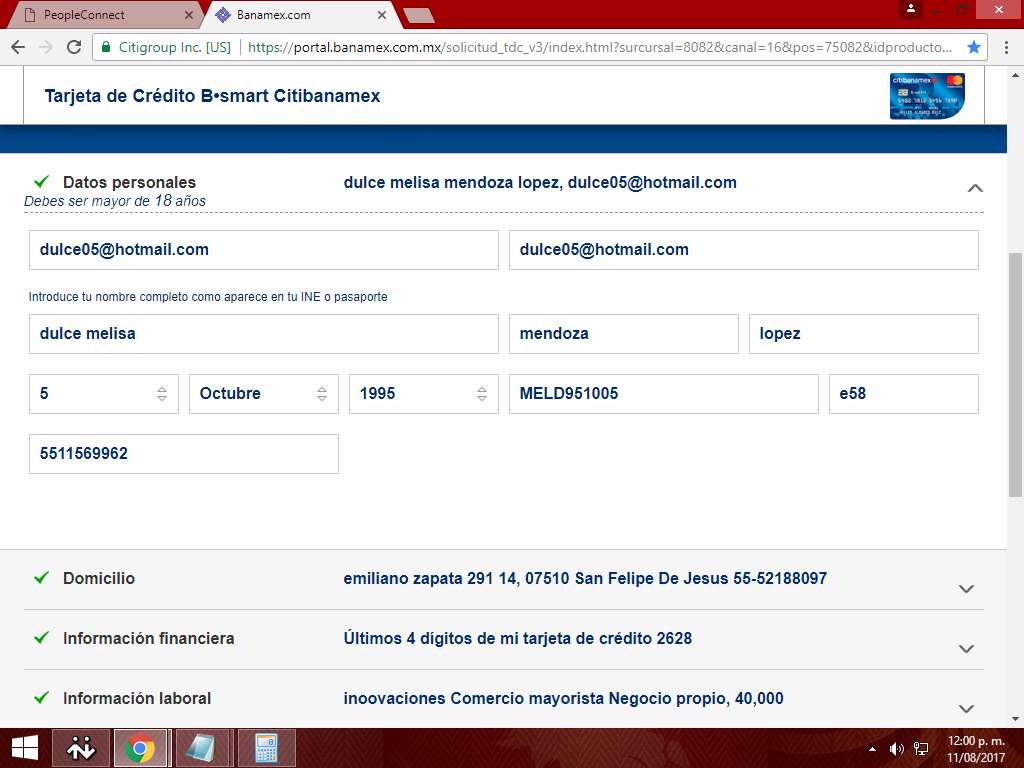 PeopleConnect
Banamex.com
Citigroup Inc. [US] https://portal.banamex.com.mx/solicitud_tdc_v3/index.html?surcursal=8082&canal=16&pos=75082&idproducto...
Tarjeta de Crédito B•smart Citibanamex
citibanamex
Datos personales dulce melisa mendoza lopez, dulce05@hotmail.com
Debes ser mayor de 18 años
dulce05@hotmail.com dulce05@hotmail.com
Introduce tu nombre completo como aparece en tu INE o pasaporte
dulce melisa mendoza lopez
5 Octubre 1995 MELD951005 e58
5511569962
Domicilio emiliano zapata 291 14, 07510 San Felipe De Jesus 55-52188097
Información financiera Últimos 4 dígitos de mi tarjeta de crédito 2628
Información laboral inoovaciones Comercio mayorista Negocio propio, 40,000
12:00 p. m.
11/08/2017